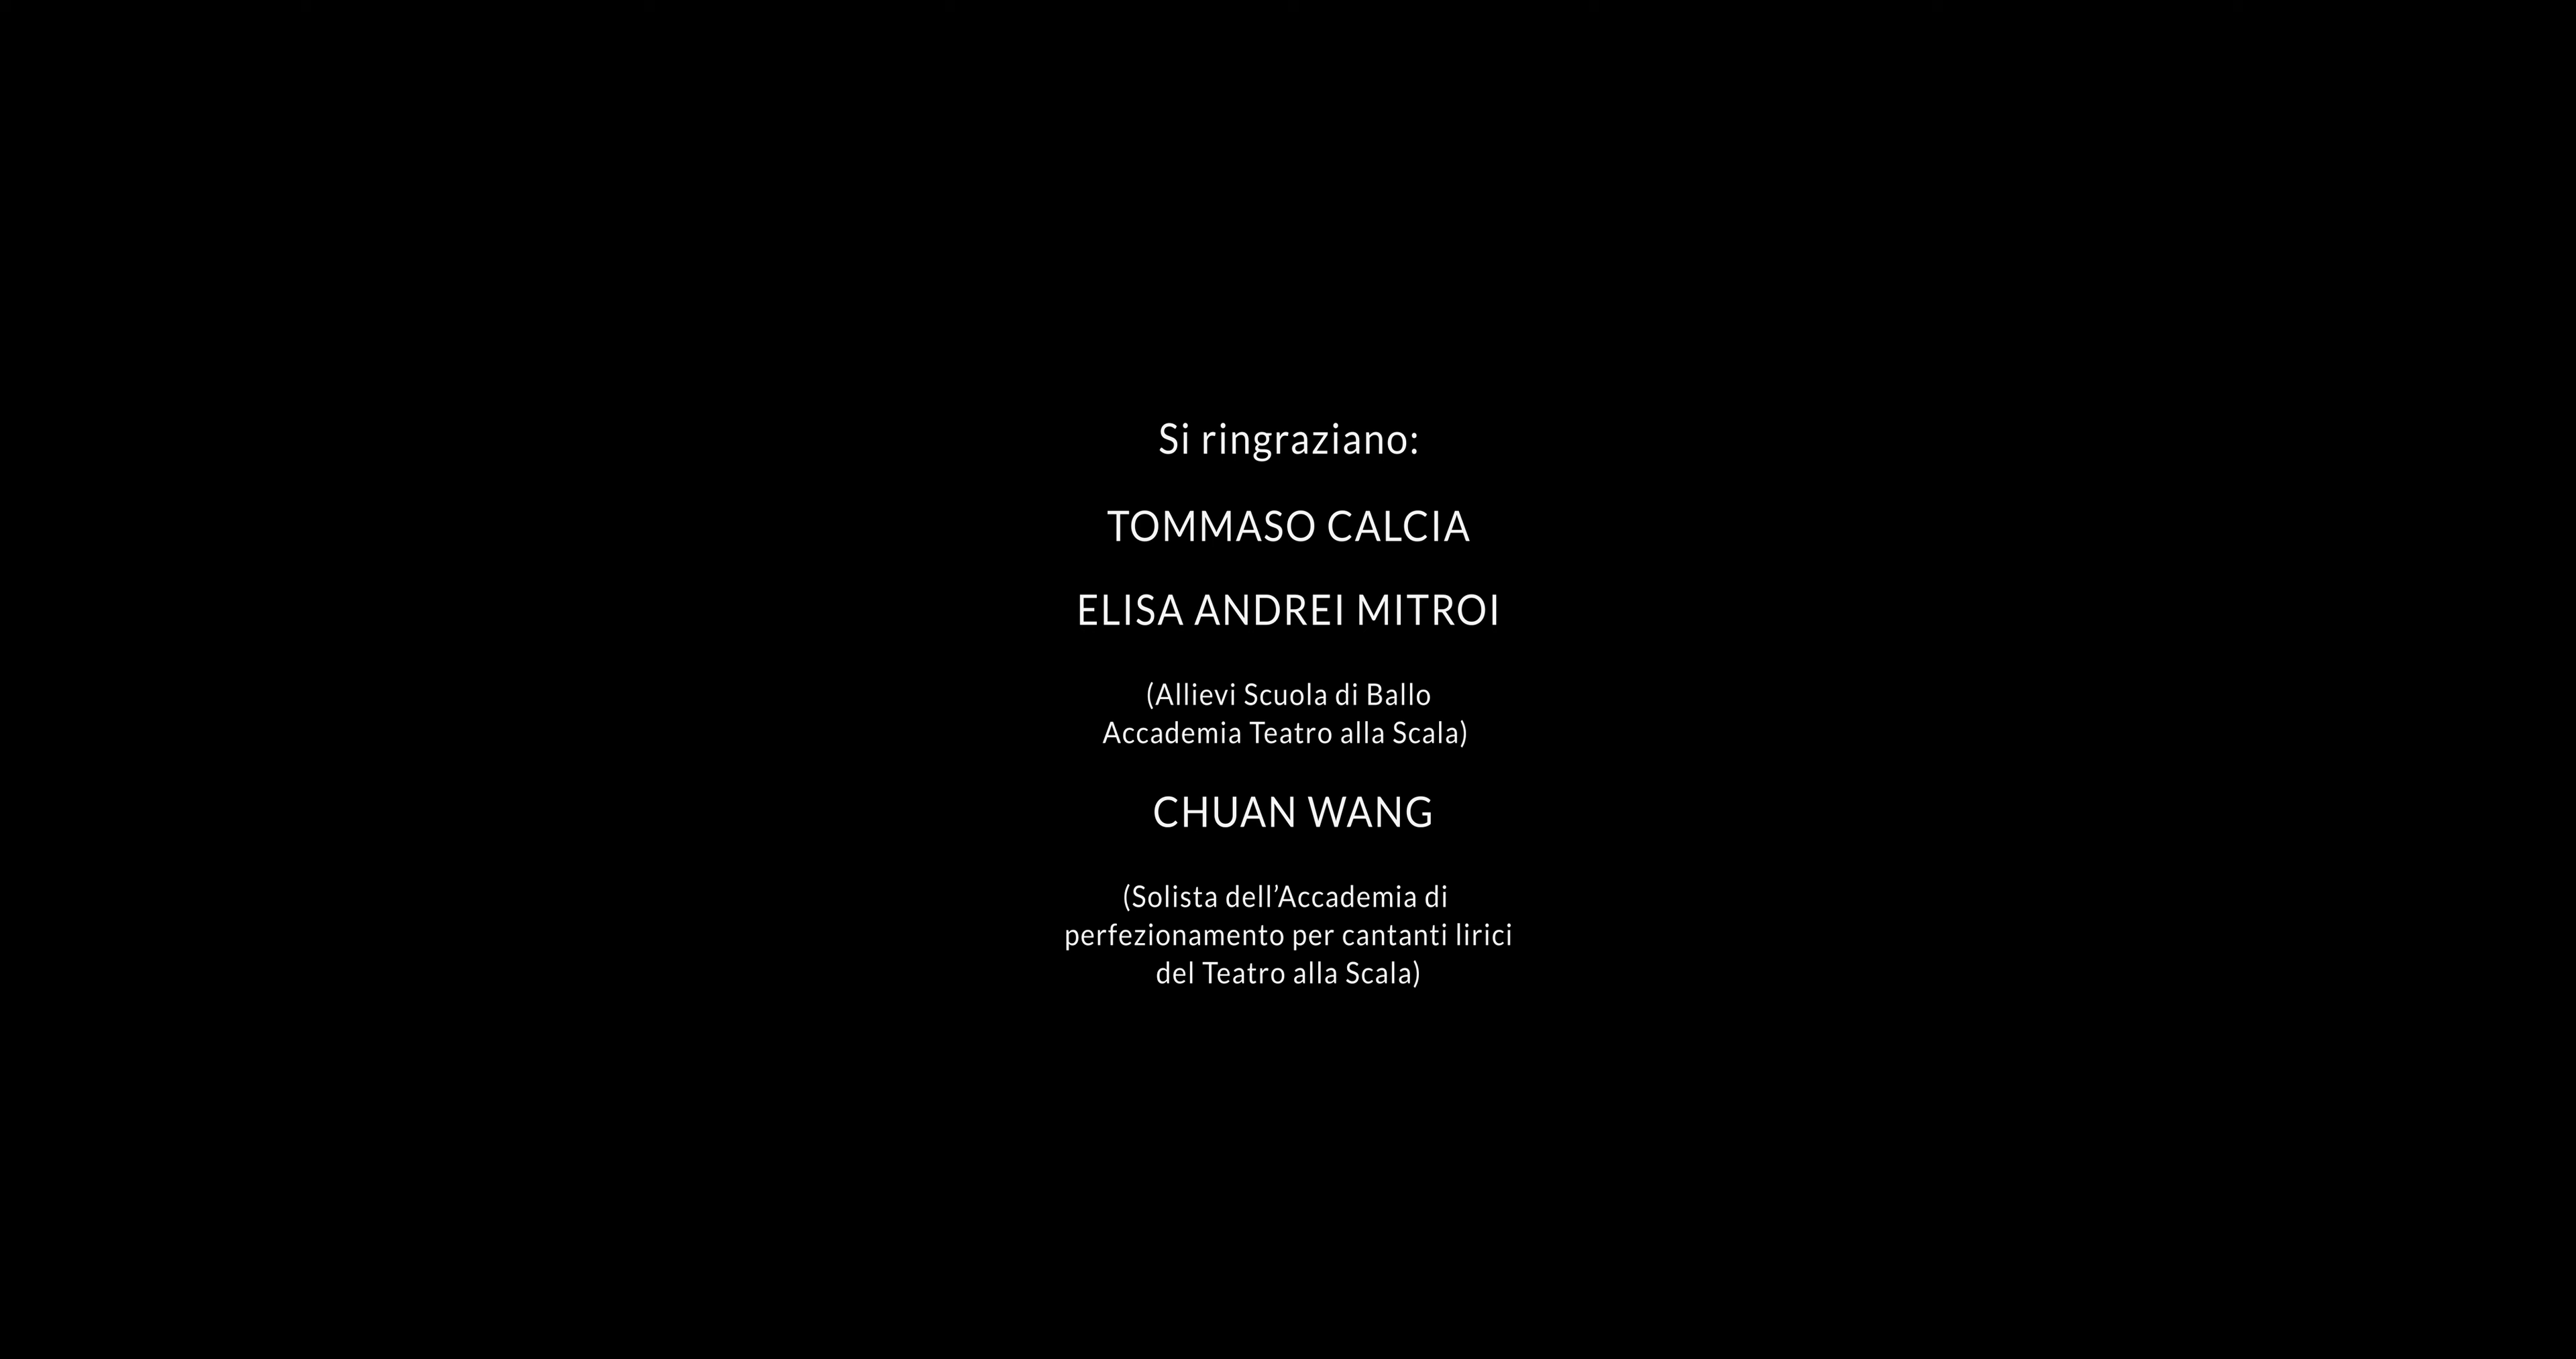 Si ringraziano:
TOMMASO CALCIA
ELISA ANDREI MITROI
(Allievi Scuola di Ballo
Accademia Teatro alla Scala)
CHUAN WANG
(Solista dell’Accademia di
perfezionamento per cantanti lirici
del Teatro alla Scala)